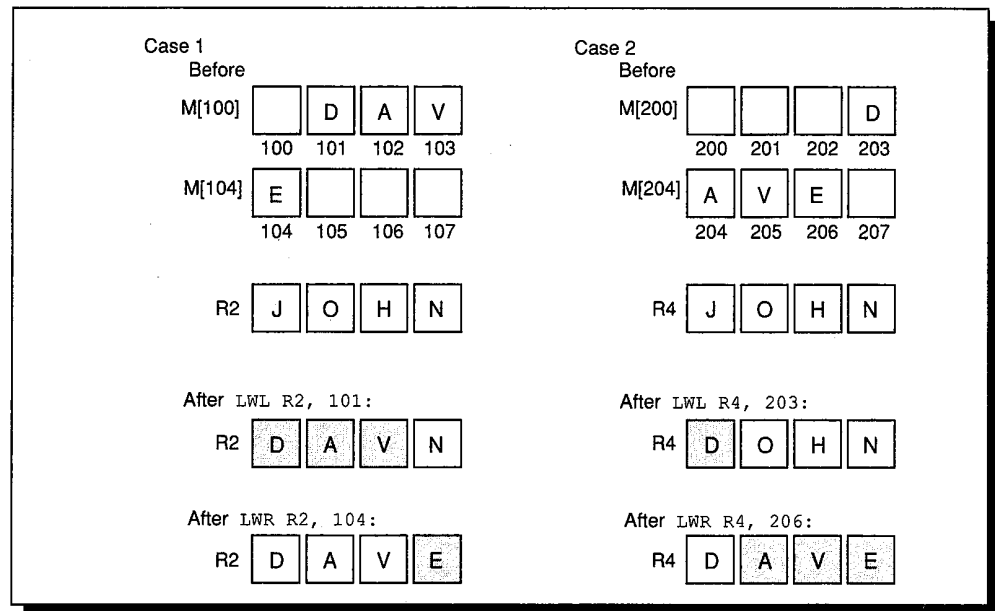 Case 1
Before
M[100] D A V
100 101 102 103
M[104] E
104 105 106 107
R2 J O H N
After LWL R2, 101:
R2 D A V N
After LWR R2, 104:
R2 D A V E
Case 2
Before
M[200] D
200 201 202 203
M[204] A V E
204 205 206 207
R4 J O H N
After LWL R4, 203:
R4 D O H N
After LWR R4, 206:
R4 D A V E